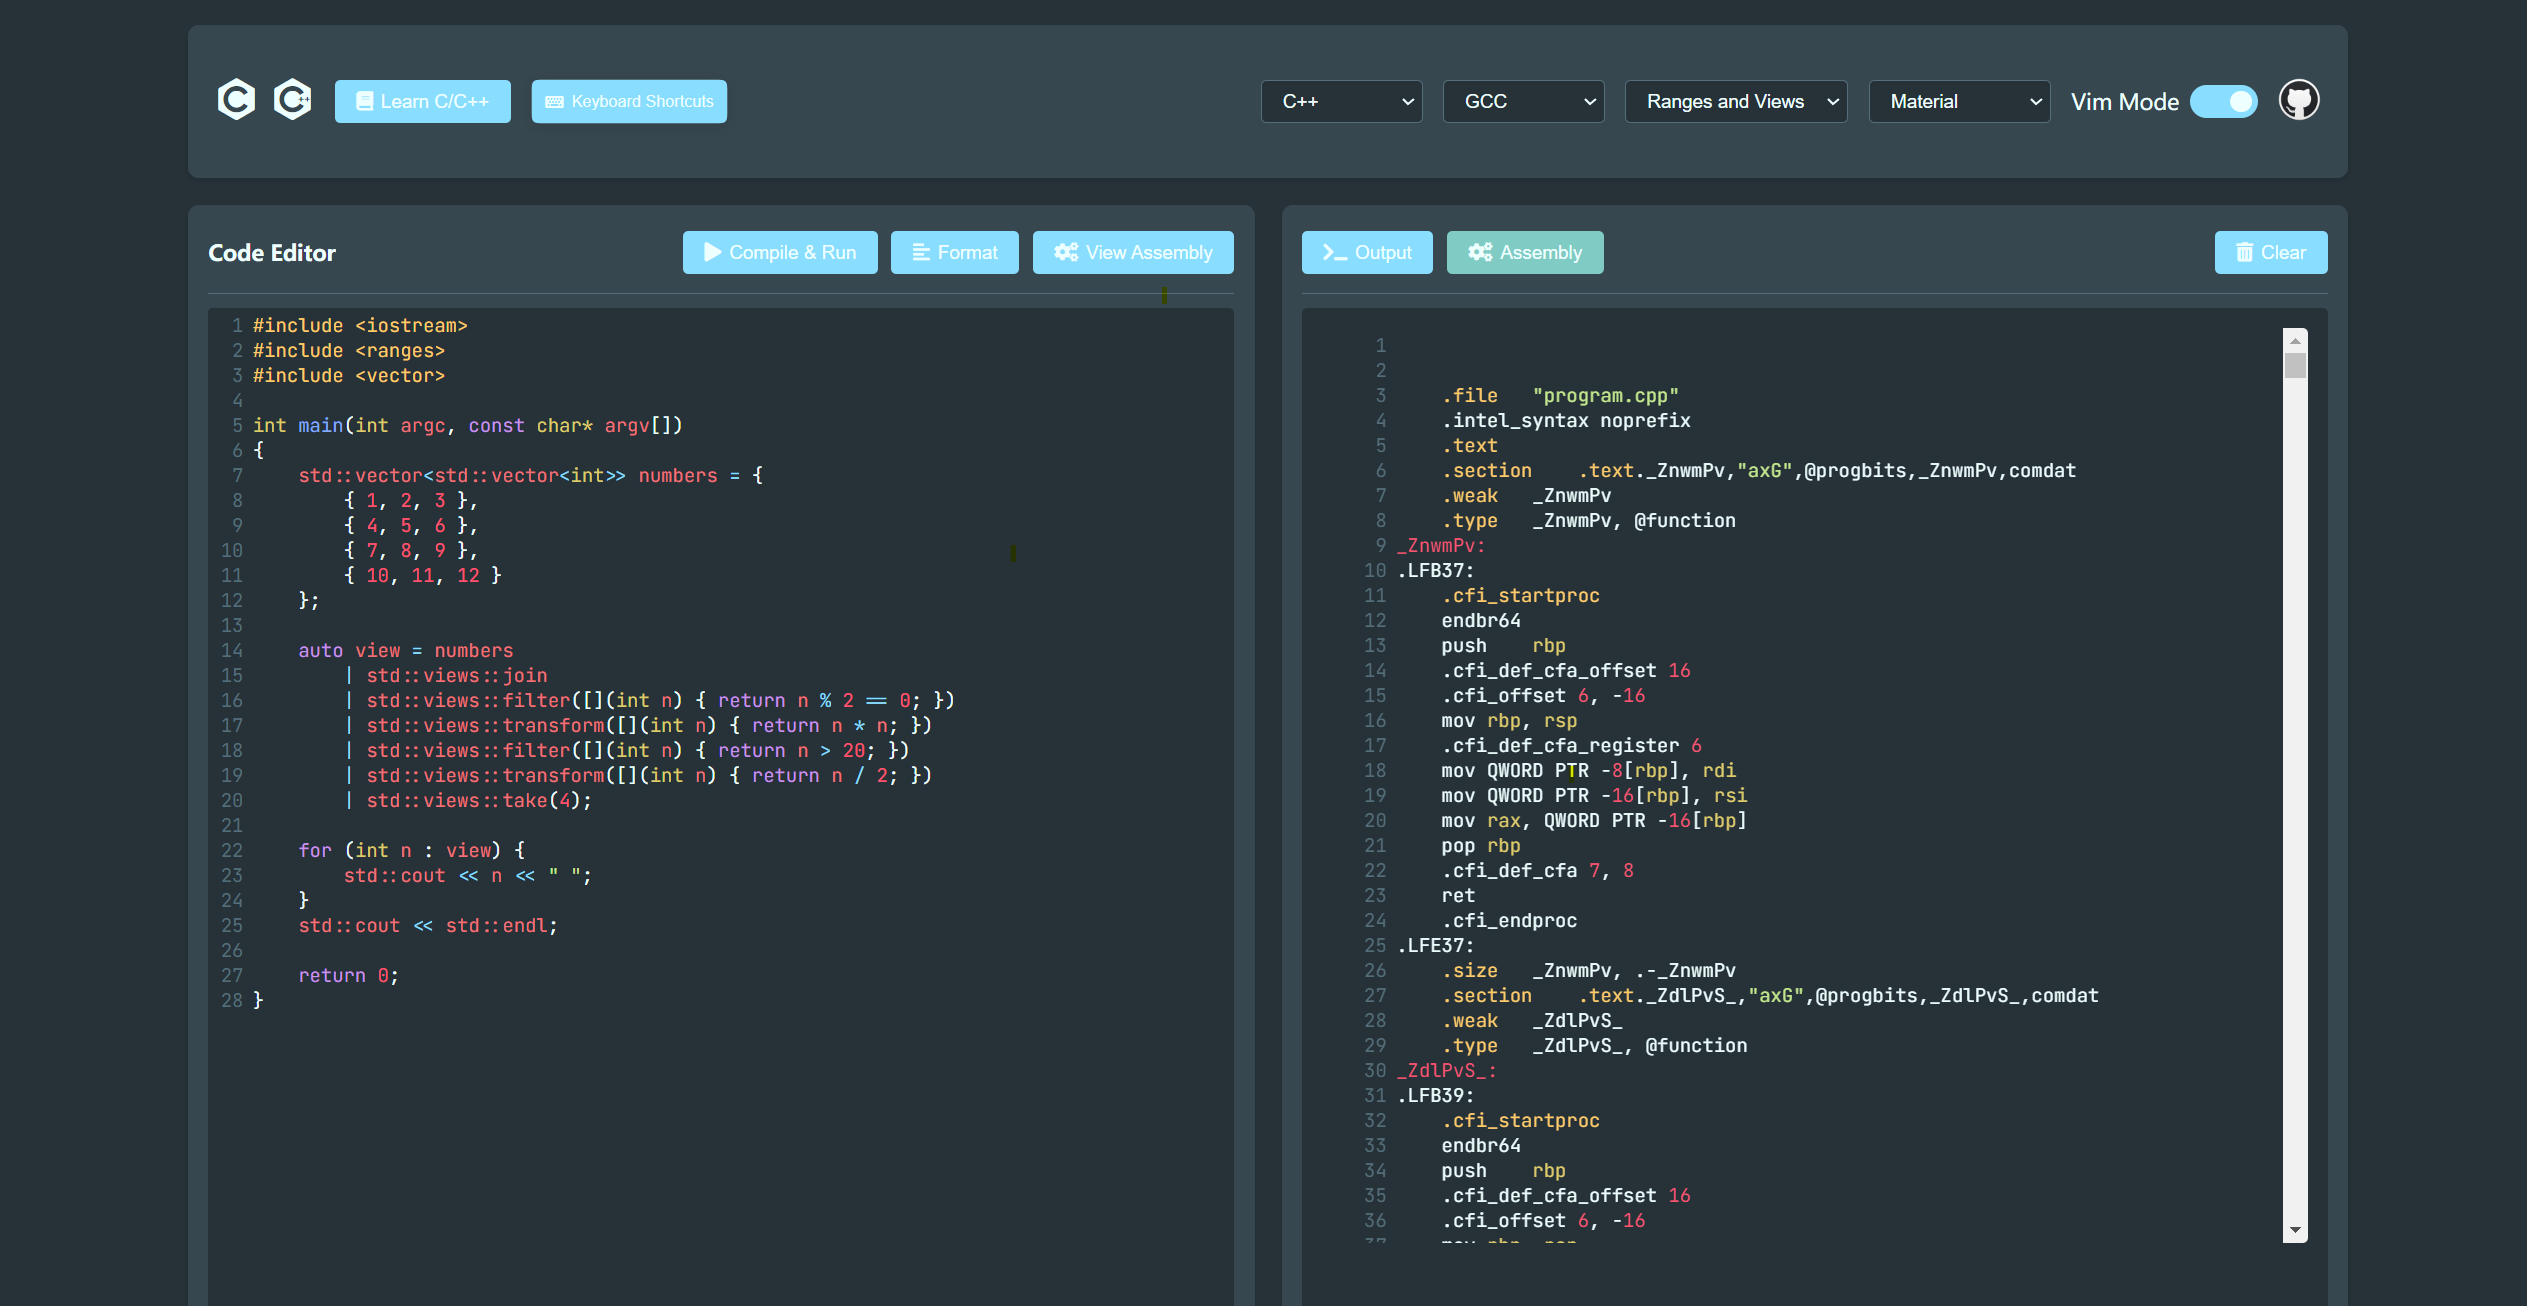 Learn C/C++ Keyboard Shortcuts C++ GCC Ranges and Views Material Vim Mode
Code Editor Compile & Run Format View Assembly
1 #include <iostream>
2 #include <ranges>
3 #include <vector>
4
5 int main(int argc, const char* argv[])
6 {
7     std::vector<std::vector<int>> numbers = {
8         { 1, 2, 3 },
9         { 4, 5, 6 },
10         { 7, 8, 9 },
11         { 10, 11, 12 }
12     };
13
14     auto view = numbers
15         | std::views::join
16         | std::views::filter([](int n) { return n % 2 == 0; })
17         | std::views::transform([](int n) { return n * n; })
18         | std::views::filter([](int n) { return n > 20; })
19         | std::views::transform([](int n) { return n / 2; })
20         | std::views::take(4);
21
22     for (int n : view) {
23         std::cout << n << " ";
24     }
25     std::cout << std::endl;
26
27     return 0;
28 }
Output Assembly Clear
1
2
3     .file   "program.cpp"
4     .intel_syntax noprefix
5     .text
6     .section    .text._ZnwmPv,"axG",@progbits,_ZnwmPv,comdat
7     .weak   _ZnwmPv
8     .type   _ZnwmPv, @function
9 _ZnwmPv:
10 .LFB37:
11     .cfi_startproc
12     endbr64
13     push    rbp
14     .cfi_def_cfa_offset 16
15     .cfi_offset 6, -16
16     mov rbp, rsp
17     .cfi_def_cfa_register 6
18     mov QWORD PTR -8[rbp], rdi
19     mov QWORD PTR -16[rbp], rsi
20     mov rax, QWORD PTR -16[rbp]
21     pop rbp
22     .cfi_def_cfa 7, 8
23     ret
24     .cfi_endproc
25 .LFE37:
26     .size   _ZnwmPv, .-_ZnwmPv
27     .section    .text._ZdlPvS_,"axG",@progbits,_ZdlPvS_,comdat
28     .weak   _ZdlPvS_
29     .type   _ZdlPvS_, @function
30 _ZdlPvS_:
31 .LFB39:
32     .cfi_startproc
33     endbr64
34     push    rbp
35     .cfi_def_cfa_offset 16
36     .cfi_offset 6, -16
37     mov rbp, rsp